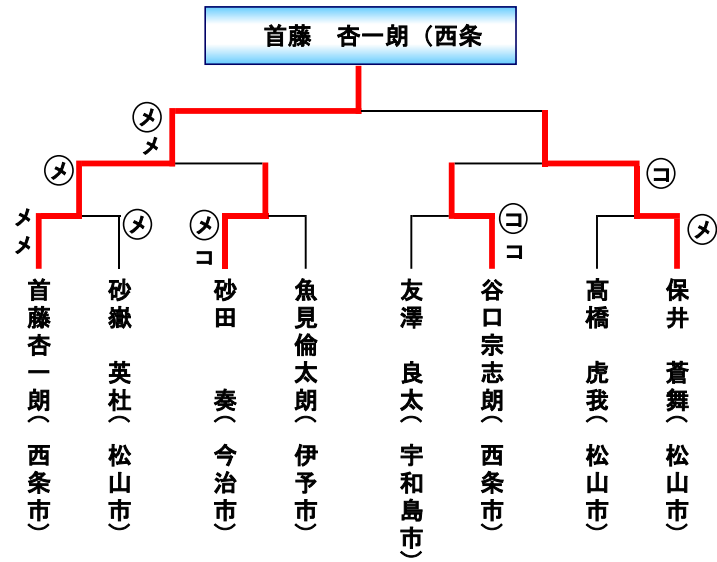 首藤　杏一朗（西条
メ
メ
メ
コ
メ
メ
メ
メ
コ
コ
コ
メ
首藤杏一朗（西条市）
砂嶽　英杜（松山市）
砂田　　奏（今治市）
魚見倫太朗（伊予市）
友澤　良太（宇和島市）
谷口宗志朗（西条市）
髙橋　虎我（松山市）
保井　蒼舞（松山市）